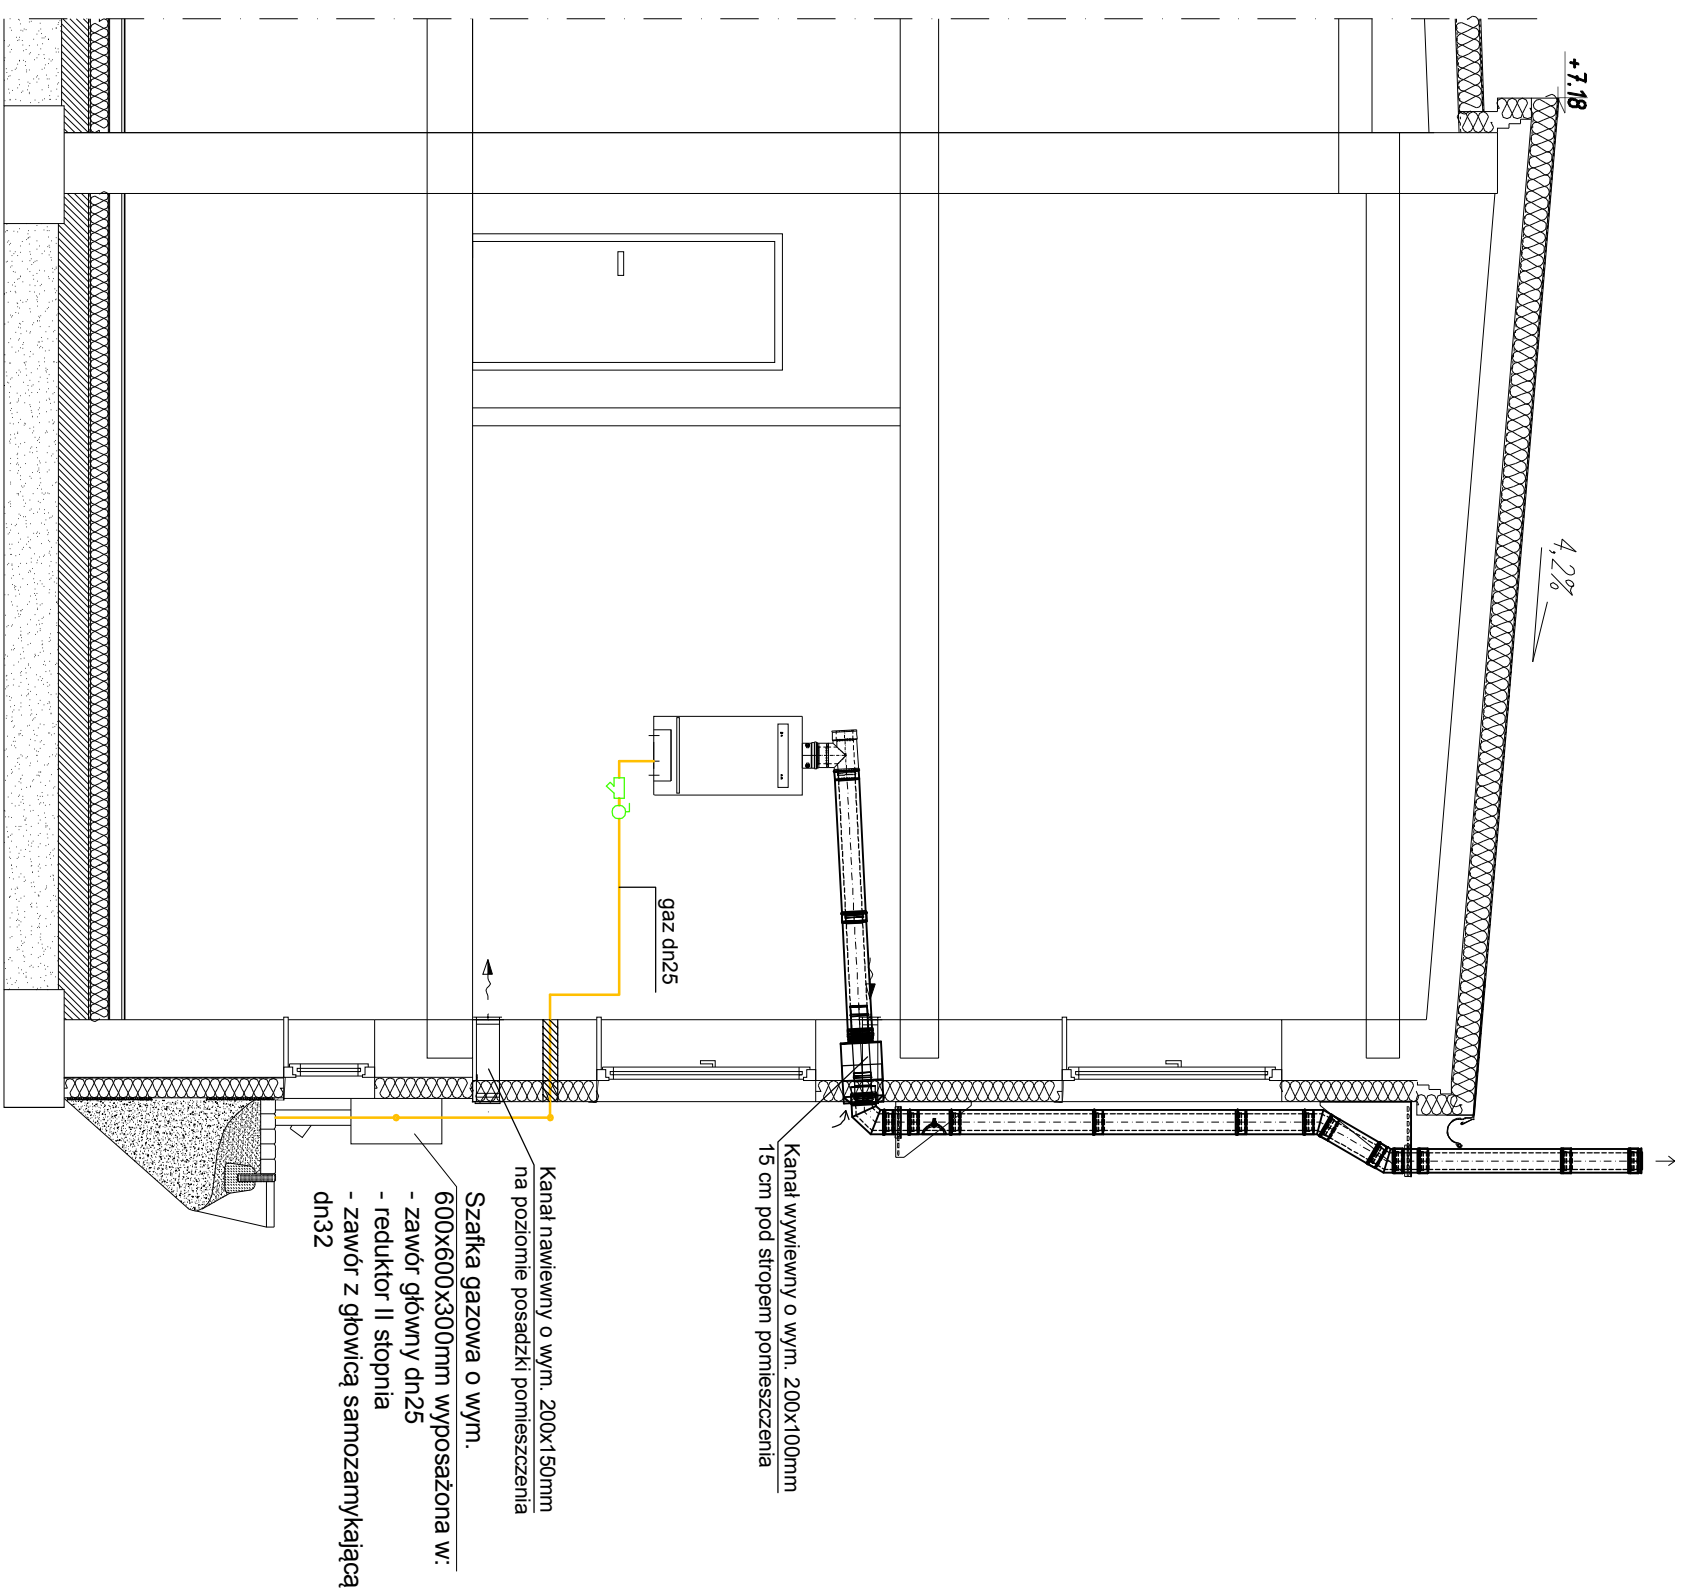 +7.18
4,2%
gaz dn25
Kanał wywiewny o wym. 200x100mm
15 cm pod stropem pomieszczenia
Kanał nawiewny o wym. 200x150mm
na poziomie posadzki pomieszczenia
Szafka gazowa o wym.
600x600x300mm wyposażona w:
- zawór główny dn25
- reduktor II stopnia
- zawór z głowicą samozamykającą
dn32